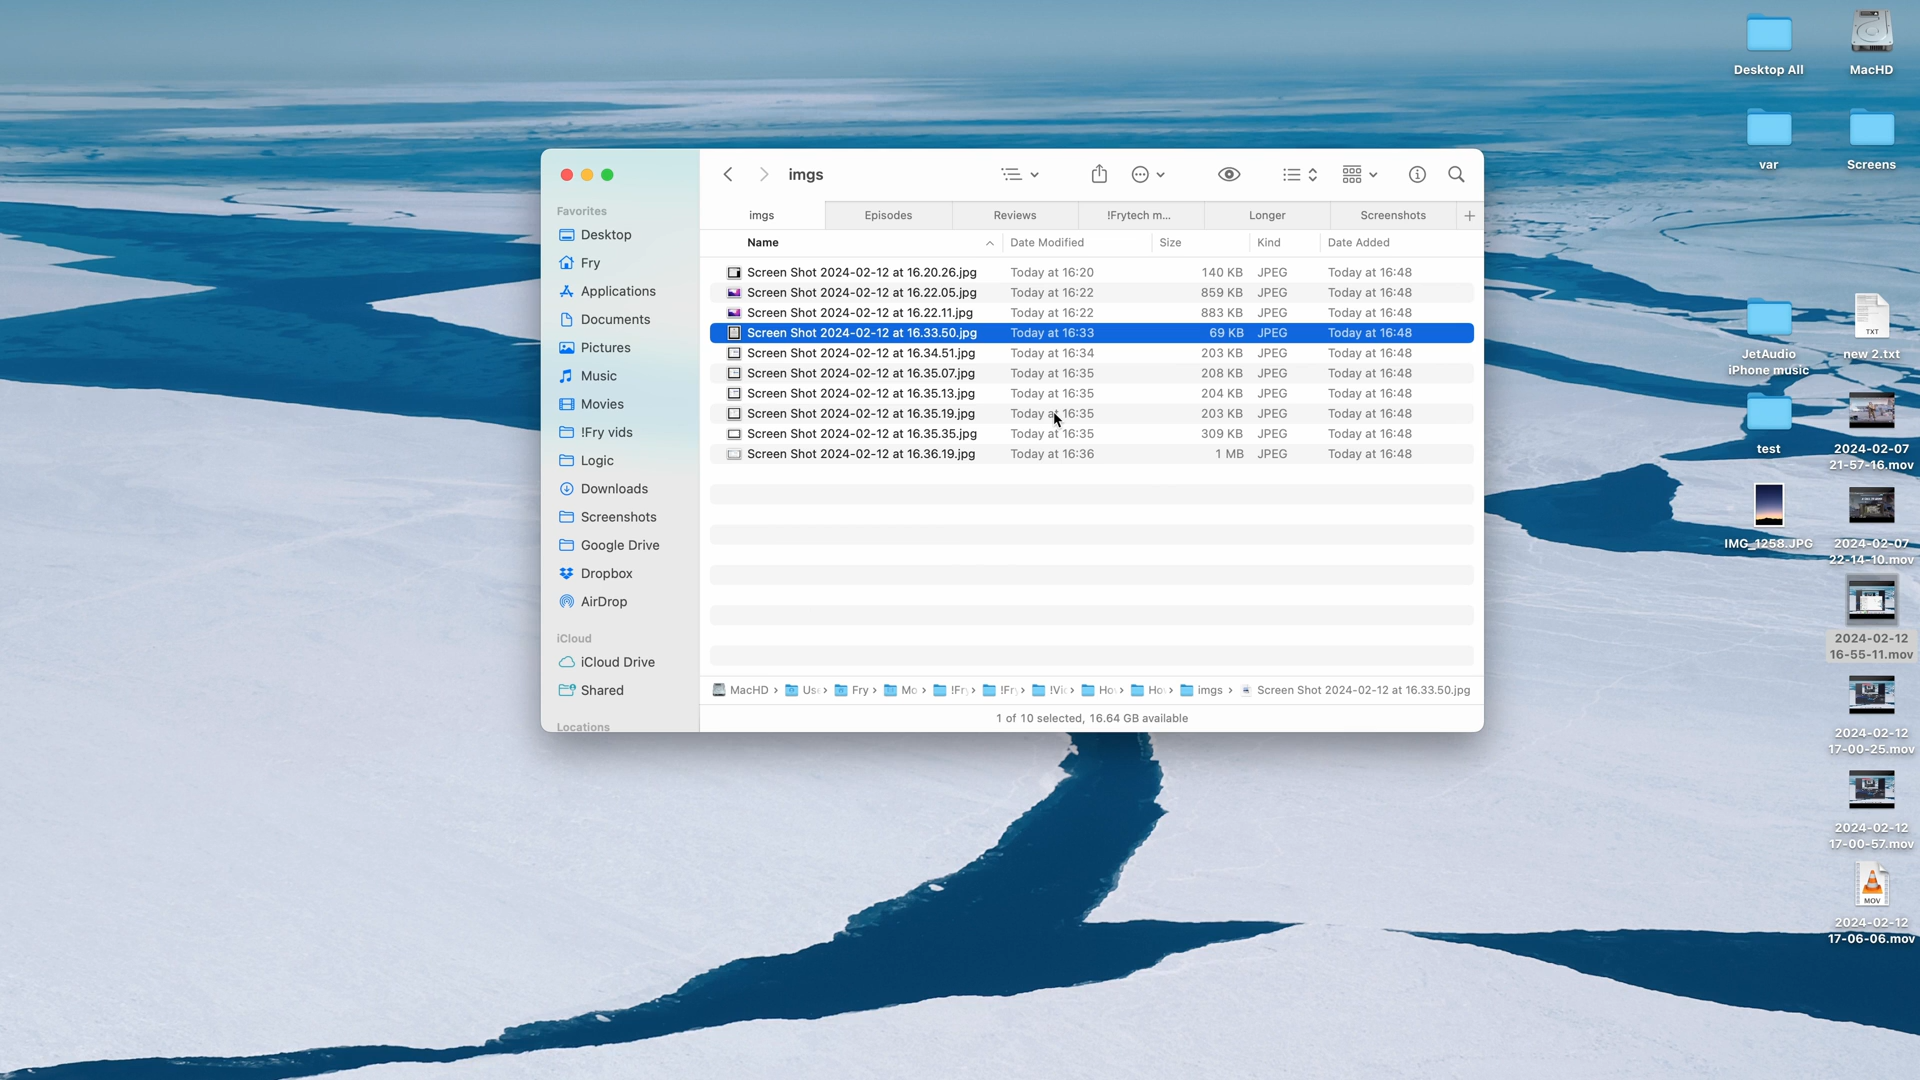 imgs
Favorites
Desktop
Fry
Applications
Documents
Pictures
Music
Movies
!Fry vids
Logic
Downloads
Screenshots
Google Drive
Dropbox
AirDrop
iCloud
iCloud Drive
Shared
Locations
imgs Episodes Reviews !Frytech m... Longer Screenshots
Name Date Modified Size Kind Date Added
Screen Shot 2024-02-12 at 16.20.26.jpg Today at 16:20 140 KB JPEG Today at 16:48
Screen Shot 2024-02-12 at 16.22.05.jpg Today at 16:22 859 KB JPEG Today at 16:48
Screen Shot 2024-02-12 at 16.22.11.jpg Today at 16:22 883 KB JPEG Today at 16:48
Screen Shot 2024-02-12 at 16.33.50.jpg Today at 16:33 69 KB JPEG Today at 16:48
Screen Shot 2024-02-12 at 16.34.51.jpg Today at 16:34 203 KB JPEG Today at 16:48
Screen Shot 2024-02-12 at 16.35.07.jpg Today at 16:35 208 KB JPEG Today at 16:48
Screen Shot 2024-02-12 at 16.35.13.jpg Today at 16:35 204 KB JPEG Today at 16:48
Screen Shot 2024-02-12 at 16.35.19.jpg Today at 16:35 203 KB JPEG Today at 16:48
Screen Shot 2024-02-12 at 16.35.35.jpg Today at 16:35 309 KB JPEG Today at 16:48
Screen Shot 2024-02-12 at 16.36.19.jpg Today at 16:36 1 MB JPEG Today at 16:48
MacHD › Us › Fry › Mo › !Fry › !Fry › !Vi › Ho › Ho › imgs › Screen Shot 2024-02-12 at 16.33.50.jpg
1 of 10 selected, 16.64 GB available
Desktop All
MacHD
var
Screens
JetAudio
iPhone music
TXT
new 2.txt
test
2024-02-07
21-57-16.mov
IMG_1258.JPG
2024-02-07
22-14-10.mov
2024-02-12
16-55-11.mov
2024-02-12
17-00-25.mov
2024-02-12
17-00-57.mov
MOV
2024-02-12
17-06-06.mov